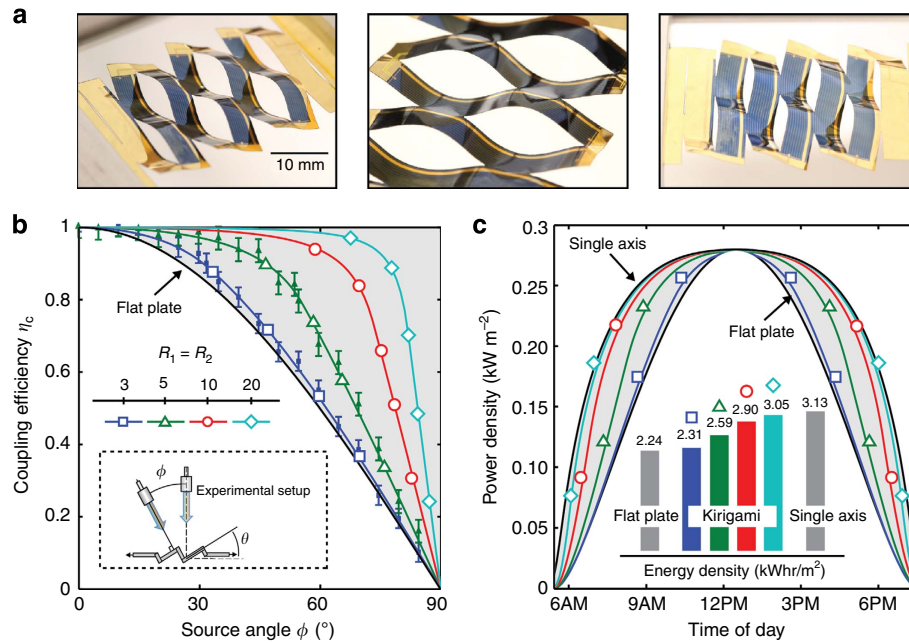 a
10 mm
b
Coupling efficiency ηc
1
0.8
0.6
0.4
0.2
0
Flat plate
R1 = R2
3 5 10 20
ϕ
Experimental setup
θ
0 30 60 90
Source angle ϕ (°)
c
Power density (kW m−2)
0.3
0.25
0.20
0.15
0.10
0.05
0
Single axis
Flat plate
2.24 2.31 2.59 2.90 3.05 3.13
Flat plate Kirigami Single axis
Energy density (kWhr/m2)
6AM 9AM 12PM 3PM 6PM
Time of day